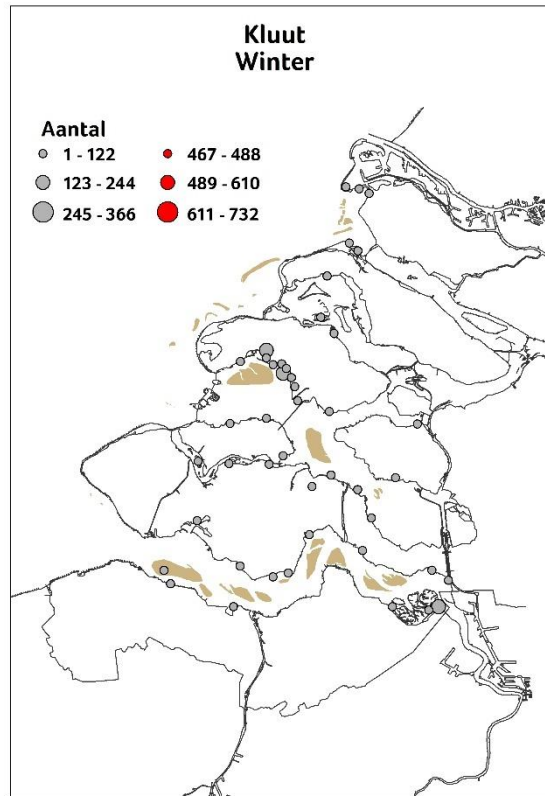 Kluut
Winter
Aantal
1 - 122
467 - 488
123 - 244
489 - 610
245 - 366
611 - 732